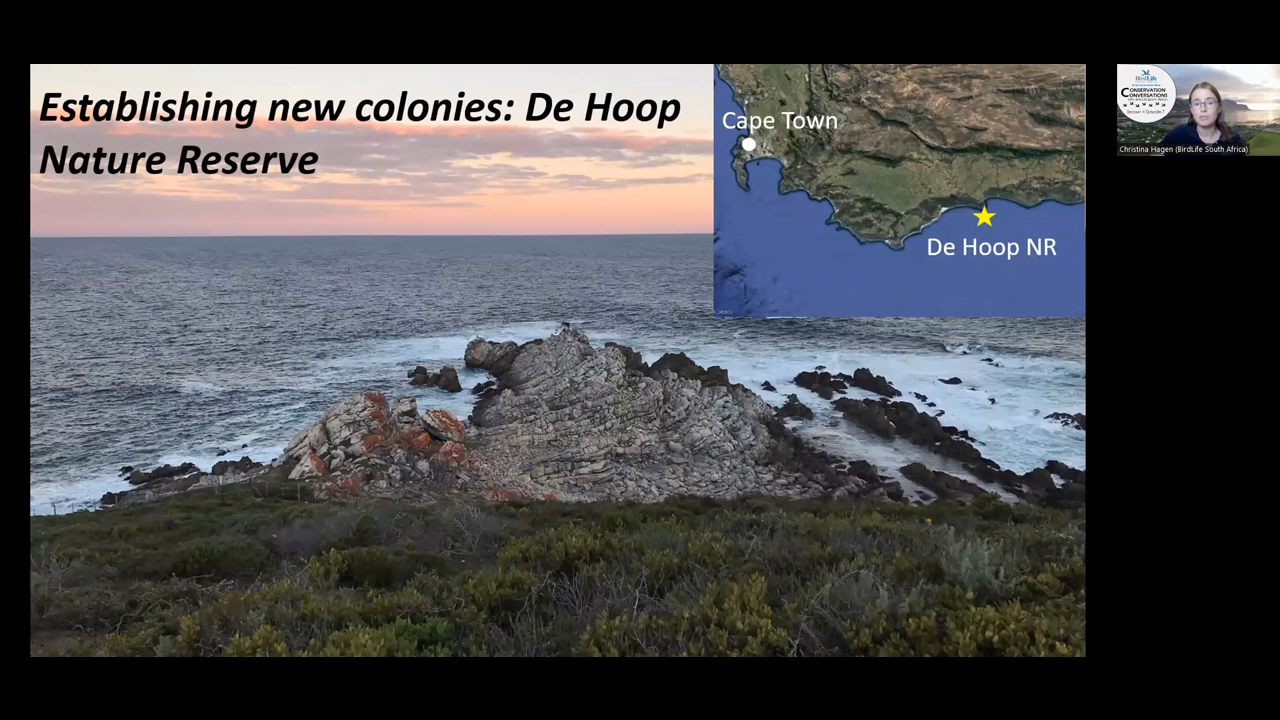 Establishing new colonies: De Hoop
Nature Reserve
Cape Town
De Hoop NR
BirdLife
CONSERVATION
CONVERSATIONS
Christina Hagen (BirdLife South Africa)